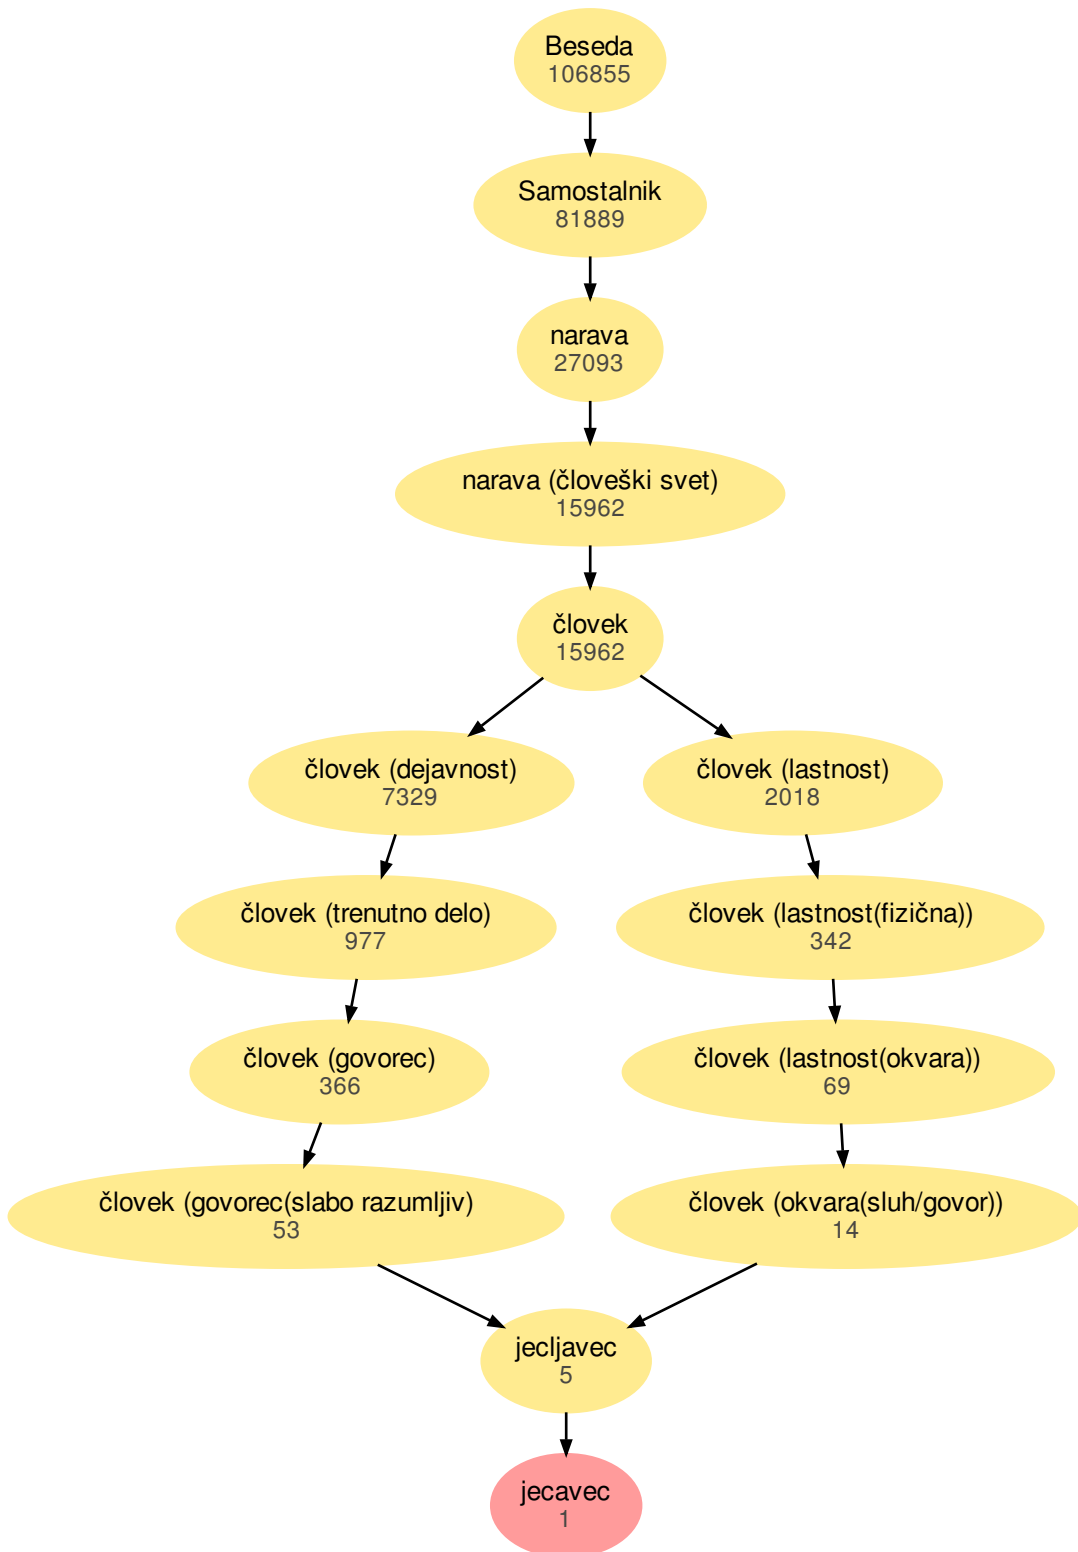 Beseda
106855
Samostalnik
81889
narava
27093
narava (človeški svet)
15962
človek
15962
človek (dejavnost)
7329
človek (lastnost)
2018
človek (trenutno delo)
977
človek (lastnost(fizična))
342
človek (govorec)
366
človek (lastnost(okvara))
69
človek (govorec(slabo razumljiv)
53
človek (okvara(sluh/govor))
14
jecljavec
5
jecavec
1